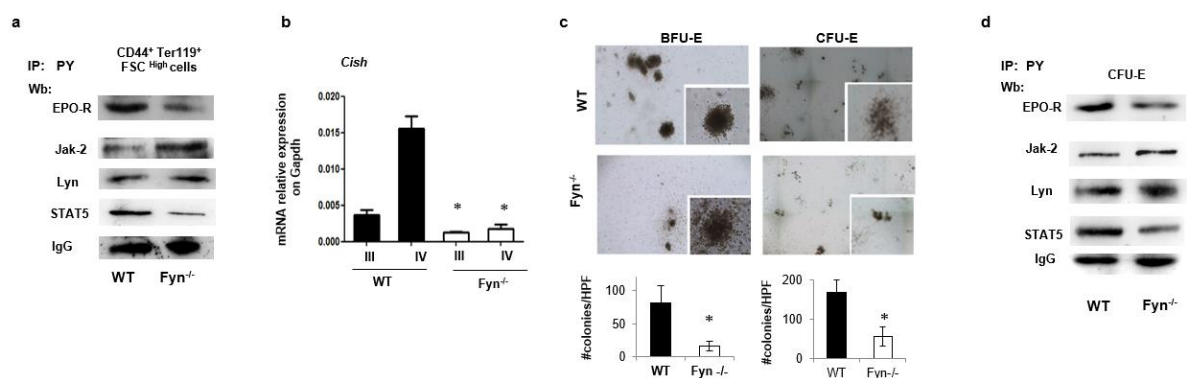 a
CD44+ Ter119+
FSC High cells
IP: PY
Wb:
EPO-R
Jak-2
Lyn
STAT5
IgG
WT Fyn-/-
b
Cish
mRNA relative expression
on Gapdh
0.020
0.015
0.010
0.005
0.000
* *
III IV III IV
WT Fyn-/-
c
BFU-E CFU-E
WT
Fyn-/-
#colonies/HPF
100
50
0
*
WT Fyn -/-
#colonies/HPF
200
100
0
*
WT Fyn-/-
d
IP: PY
CFU-E
Wb:
EPO-R
Jak-2
Lyn
STAT5
IgG
WT Fyn-/-